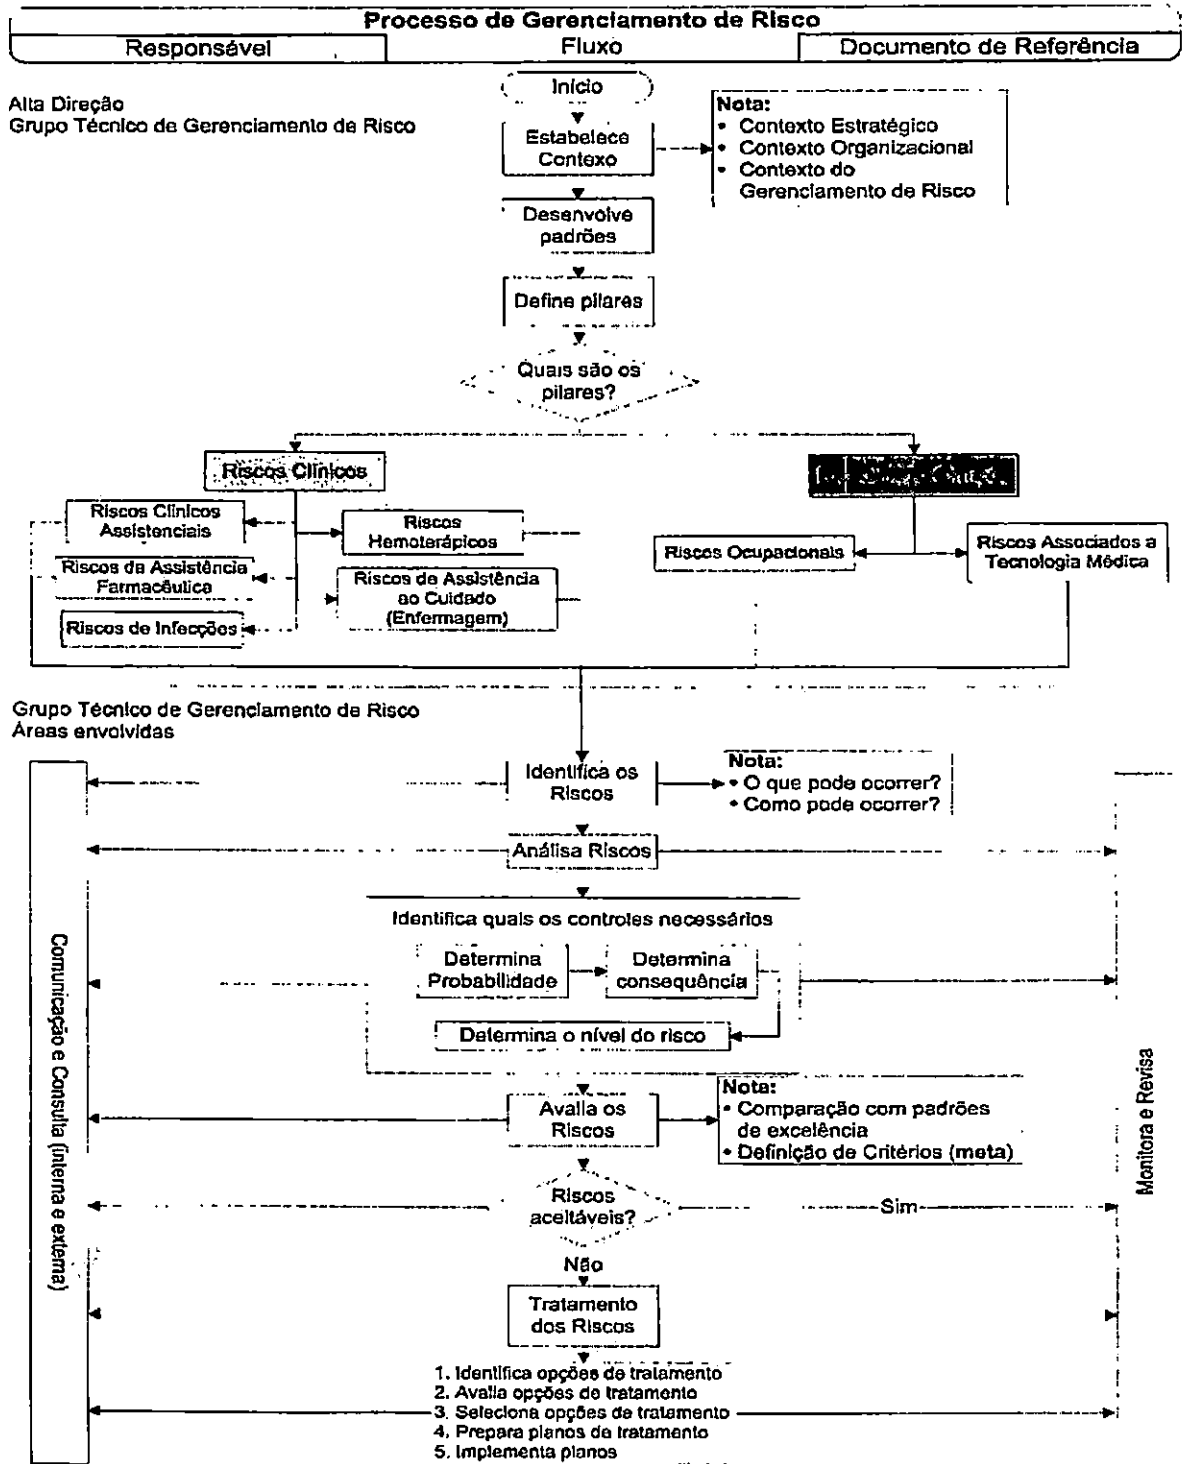 Processo de Gerenciamento de Risco
Responsável
Fluxo
Documento de Referência
Alta Direção
Grupo Técnico de Gerenciamento de Risco
Início
Estabelece
Contexo
Nota:
• Contexto Estratégico
• Contexto Organizacional
• Contexto do
Gerenciamento de Risco
Desenvolve
padrões
Define pilares
Quais são os
pilares?
Riscos Clínicos
Riscos Clínicos
Assistenciais
Riscos
Hemoterápicos
Riscos da Assistência
Farmacêutica
Riscos da Assistência
ao Cuidado
(Enfermagem)
Riscos de Infecções
Riscos Ocupacionais
Riscos Associados a
Tecnologia Médica
Grupo Técnico de Gerenciamento de Risco
Áreas envolvidas
Identifica os
Riscos
Nota:
• O que pode ocorrer?
• Como pode ocorrer?
Análisa Riscos
Identifica quais os controles necessários
Determina
Probabilidade
Determina
consequência
Determina o nível do risco
Avalia os
Riscos
Nota:
• Comparação com padrões
de excelência
• Definição de Critérios (meta)
Riscos
aceitáveis?
Sim
Não
Tratamento
dos Riscos
1. Identifica opções de tratamento
2. Avalia opções de tratamento
3. Seleciona opções de tratamento
4. Prepara planos de tratamento
5. Implementa planos
Comunicação e Consulta (interna e externa)
Monitora e Revisa